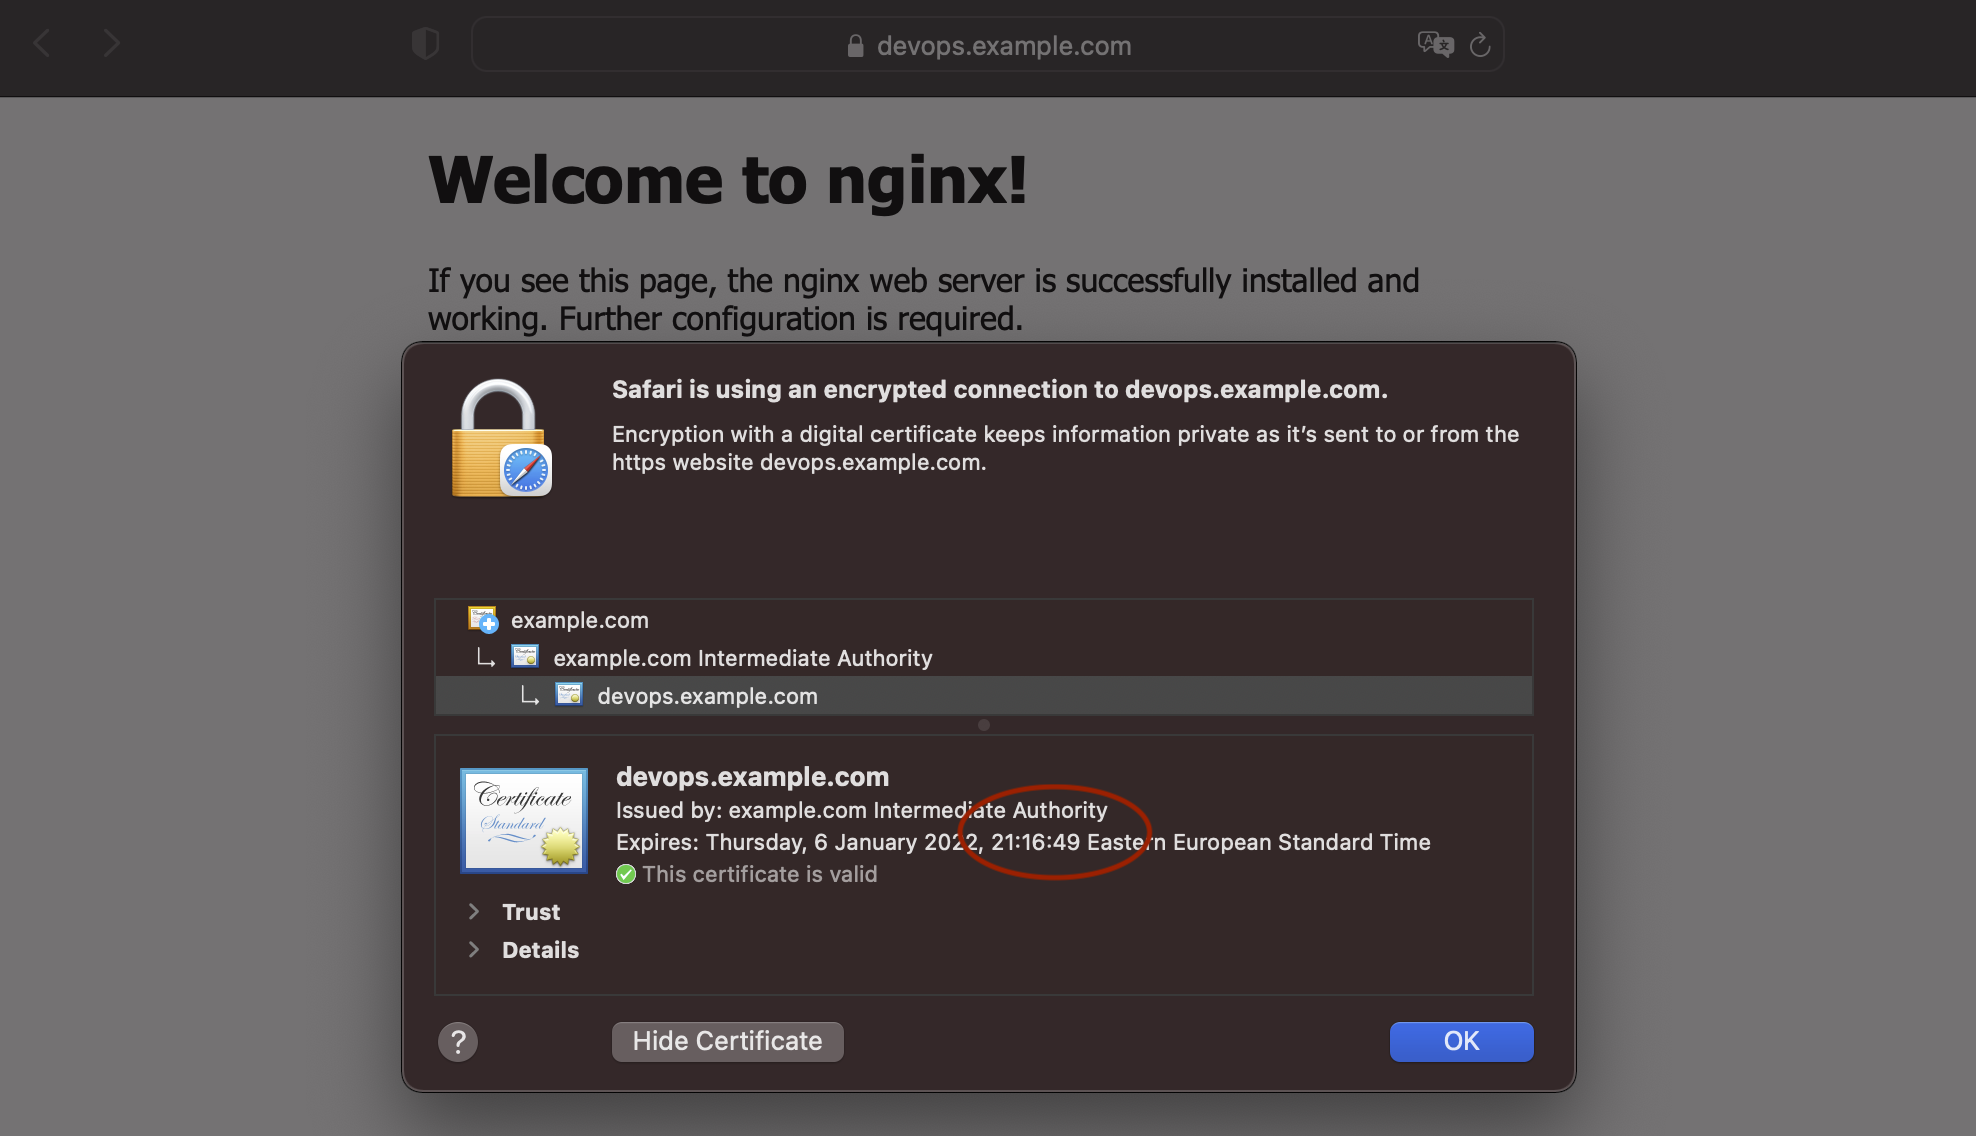 devops.example.com
Welcome to nginx!
If you see this page, the nginx web server is successfully installed and
working. Further configuration is required.
Safari is using an encrypted connection to devops.example.com.
Encryption with a digital certificate keeps information private as it’s sent to or from the
https website devops.example.com.
example.com
example.com Intermediate Authority
devops.example.com
Certificate
Standard
devops.example.com
Issued by: example.com Intermediate Authority
Expires: Thursday, 6 January 2022, 21:16:49 Eastern European Standard Time
This certificate is valid
Trust
Details
?
Hide Certificate
OK